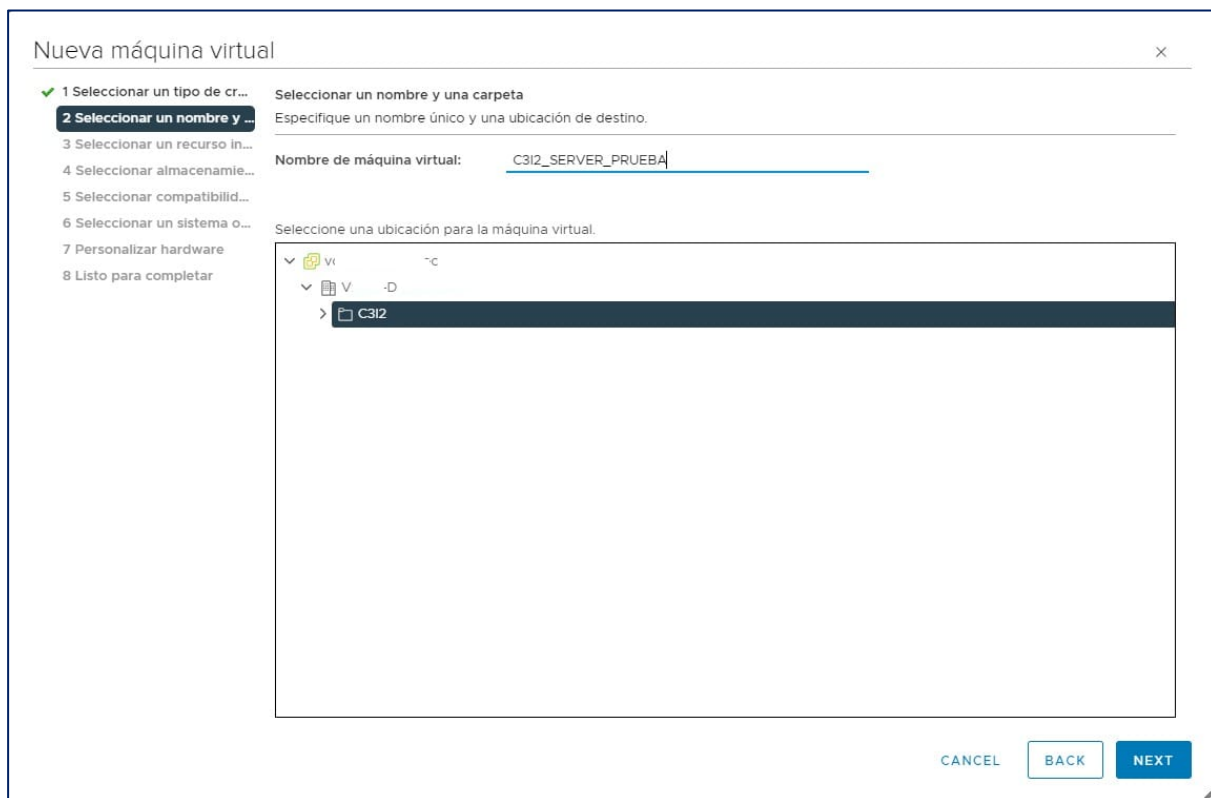 Nueva máquina virtual
1 Seleccionar un tipo de cr...
2 Seleccionar un nombre y ...
3 Seleccionar un recurso in...
4 Seleccionar almacenamie...
5 Seleccionar compatibilid...
6 Seleccionar un sistema o...
7 Personalizar hardware
8 Listo para completar
Seleccionar un nombre y una carpeta
Especifique un nombre único y una ubicación de destino.
Nombre de máquina virtual: C3I2_SERVER_PRUEBA
Seleccione una ubicación para la máquina virtual.
C3I2
CANCEL BACK NEXT